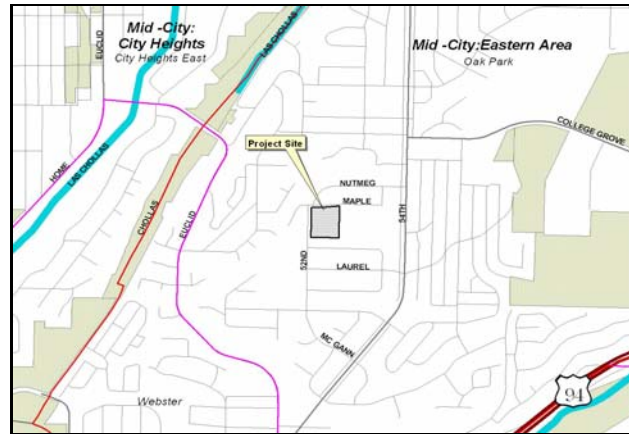 Mid -City:
City Heights
City Heights East
EUCLID
LAS CHOLLAS
Mid -City:Eastern Area
Oak Park
COLLEGE GROVE
Project Site
HOME
LAS CHOLLAS
NUTMEG
MAPLE
CHOLLAS
EUCLID
54TH
52ND
LAUREL
MC GANN
Webster
94